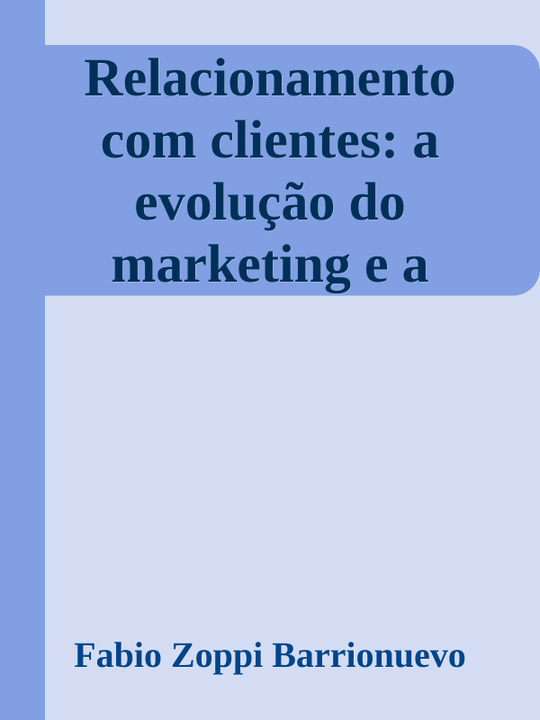 Relacionamento
com clientes: a
evolução do
marketing e a
Fabio Zoppi Barrionuevo